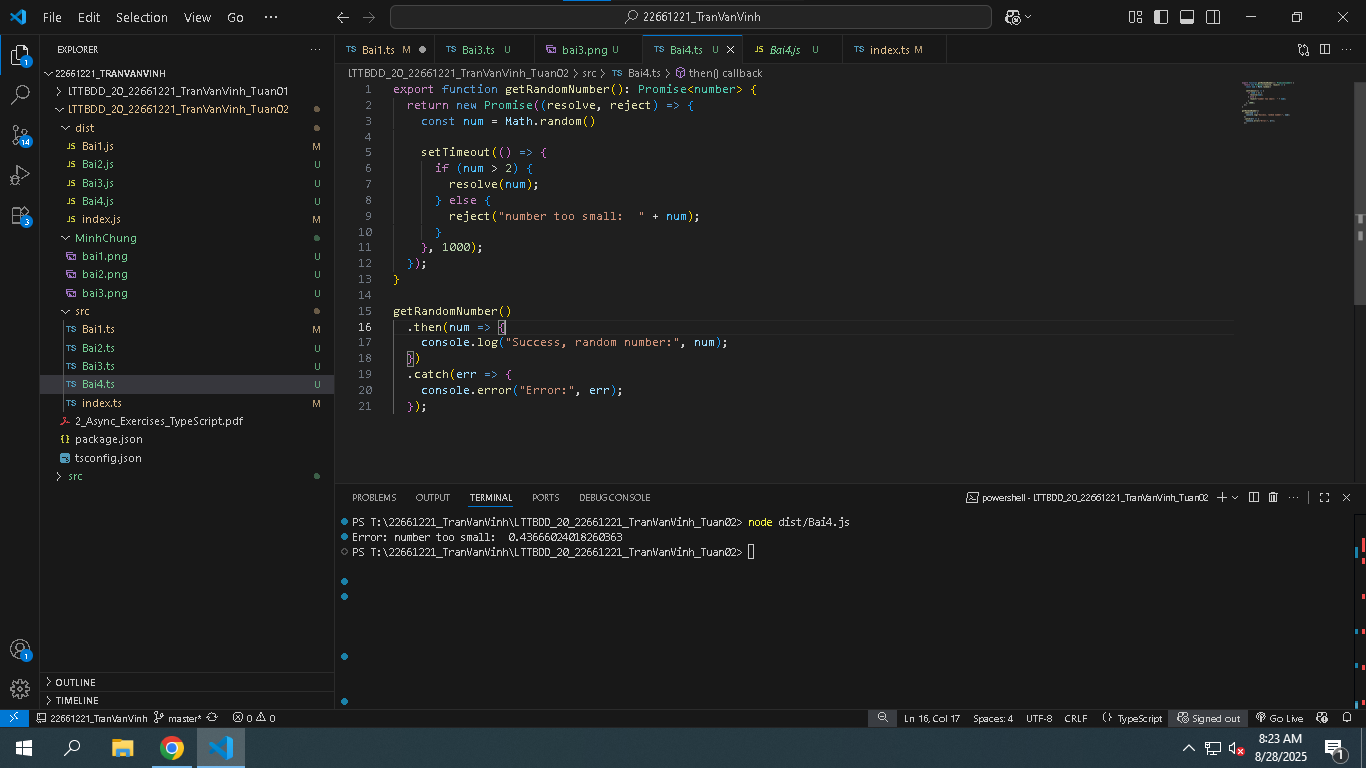 File Edit Selection View Go ···
22661221_TranVanVinh
EXPLORER ···
22661221_TRANVANVINH
LTTBDD_20_22661221_TranVanVinh_Tuan01
LTTBDD_20_22661221_TranVanVinh_Tuan02
dist
JS Bai1.js M
JS Bai2.js U
JS Bai3.js U
JS Bai4.js U
JS index.js M
MinhChung
bai1.png U
bai2.png U
bai3.png U
src
TS Bai1.ts M
TS Bai2.ts U
TS Bai3.ts U
TS Bai4.ts U
TS index.ts M
2_Async_Exercises_TypeScript.pdf
{} package.json
tsconfig.json
src
OUTLINE
TIMELINE
1
14
3
1
TS Bai1.ts M TS Bai3.ts U bai3.png U TS Bai4.ts U JS Bai4.js U TS index.ts M
LTTBDD_20_22661221_TranVanVinh_Tuan02 > src > TS Bai4.ts > then() callback
1 export function getRandomNumber(): Promise<number> {
2 return new Promise((resolve, reject) => {
3 const num = Math.random()
4
5 setTimeout(() => {
6 if (num > 2) {
7 resolve(num);
8 } else {
9 reject("number too small:  " + num);
10 }
11 }, 1000);
12 });
13 }
14
15 getRandomNumber()
16 .then(num => {
17 console.log("Success, random number:", num);
18 })
19 .catch(err => {
20 console.error("Error:", err);
21 });
PROBLEMS OUTPUT TERMINAL PORTS DEBUG CONSOLE
powershell - LTTBDD_20_22661221_TranVanVinh_Tuan02
PS T:\22661221_TranVanVinh\LTTBDD_20_22661221_TranVanVinh_Tuan02> node dist/Bai4.js
Error: number too small:  0.43666024018260363
PS T:\22661221_TranVanVinh\LTTBDD_20_22661221_TranVanVinh_Tuan02>
22661221_TranVanVinh master* 0 0
Ln 16, Col 17 Spaces: 4 UTF-8 CRLF {} TypeScript Signed out Go Live
8:23 AM
8/28/2025
1